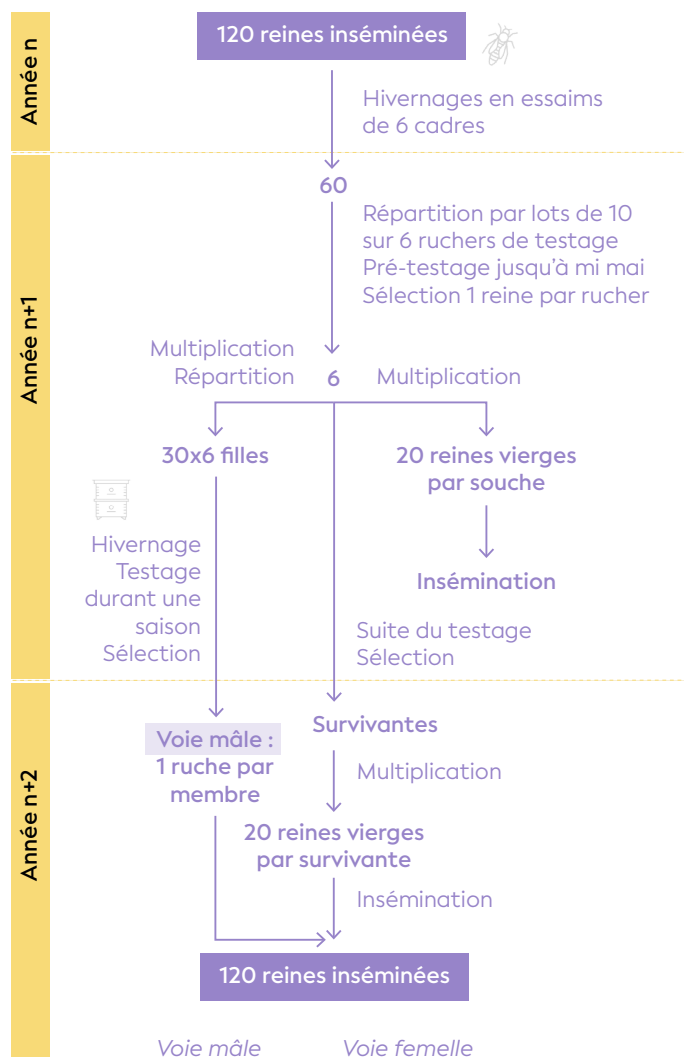 Année n
120 reines inséminées
Hivernages en essaims
de 6 cadres
Année n+1
60
Répartition par lots de 10
sur 6 ruchers de testage
Pré-testage jusqu’à mi mai
Sélection 1 reine par rucher
Multiplication
Répartition
6
Multiplication
30x6 filles
20 reines vierges
par souche
Hivernage
Testage
durant une
saison
Sélection
Insémination
Suite du testage
Sélection
Année n+2
Voie mâle :
1 ruche par
membre
Survivantes
Multiplication
20 reines vierges
par survivante
Insémination
120 reines inséminées
Voie mâle
Voie femelle